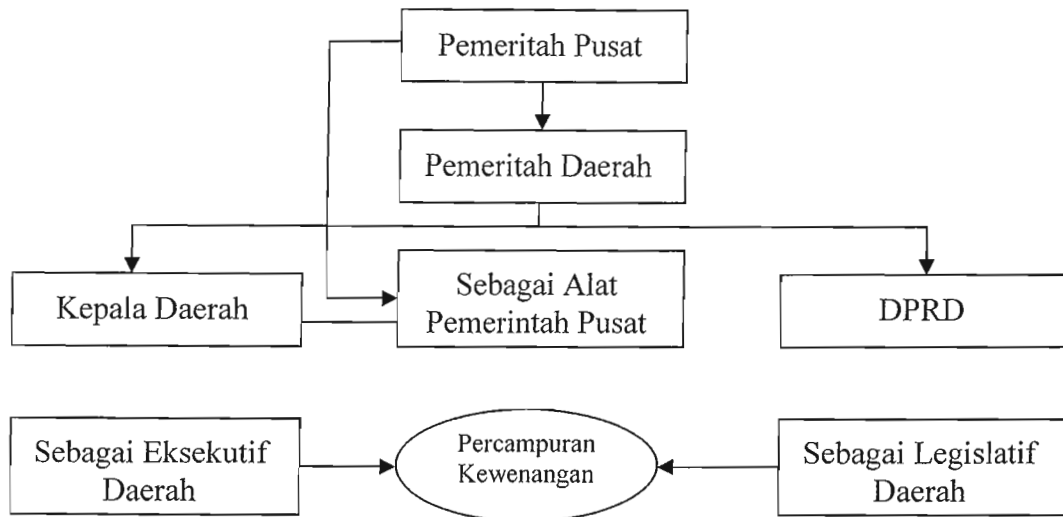 Pemeritah Pusat
Pemeritah Daerah
Kepala Daerah
Sebagai Alat
Pemerintah Pusat
DPRD
Sebagai Eksekutif
Daerah
Percampuran
Kewenangan
Sebagai Legislatif
Daerah